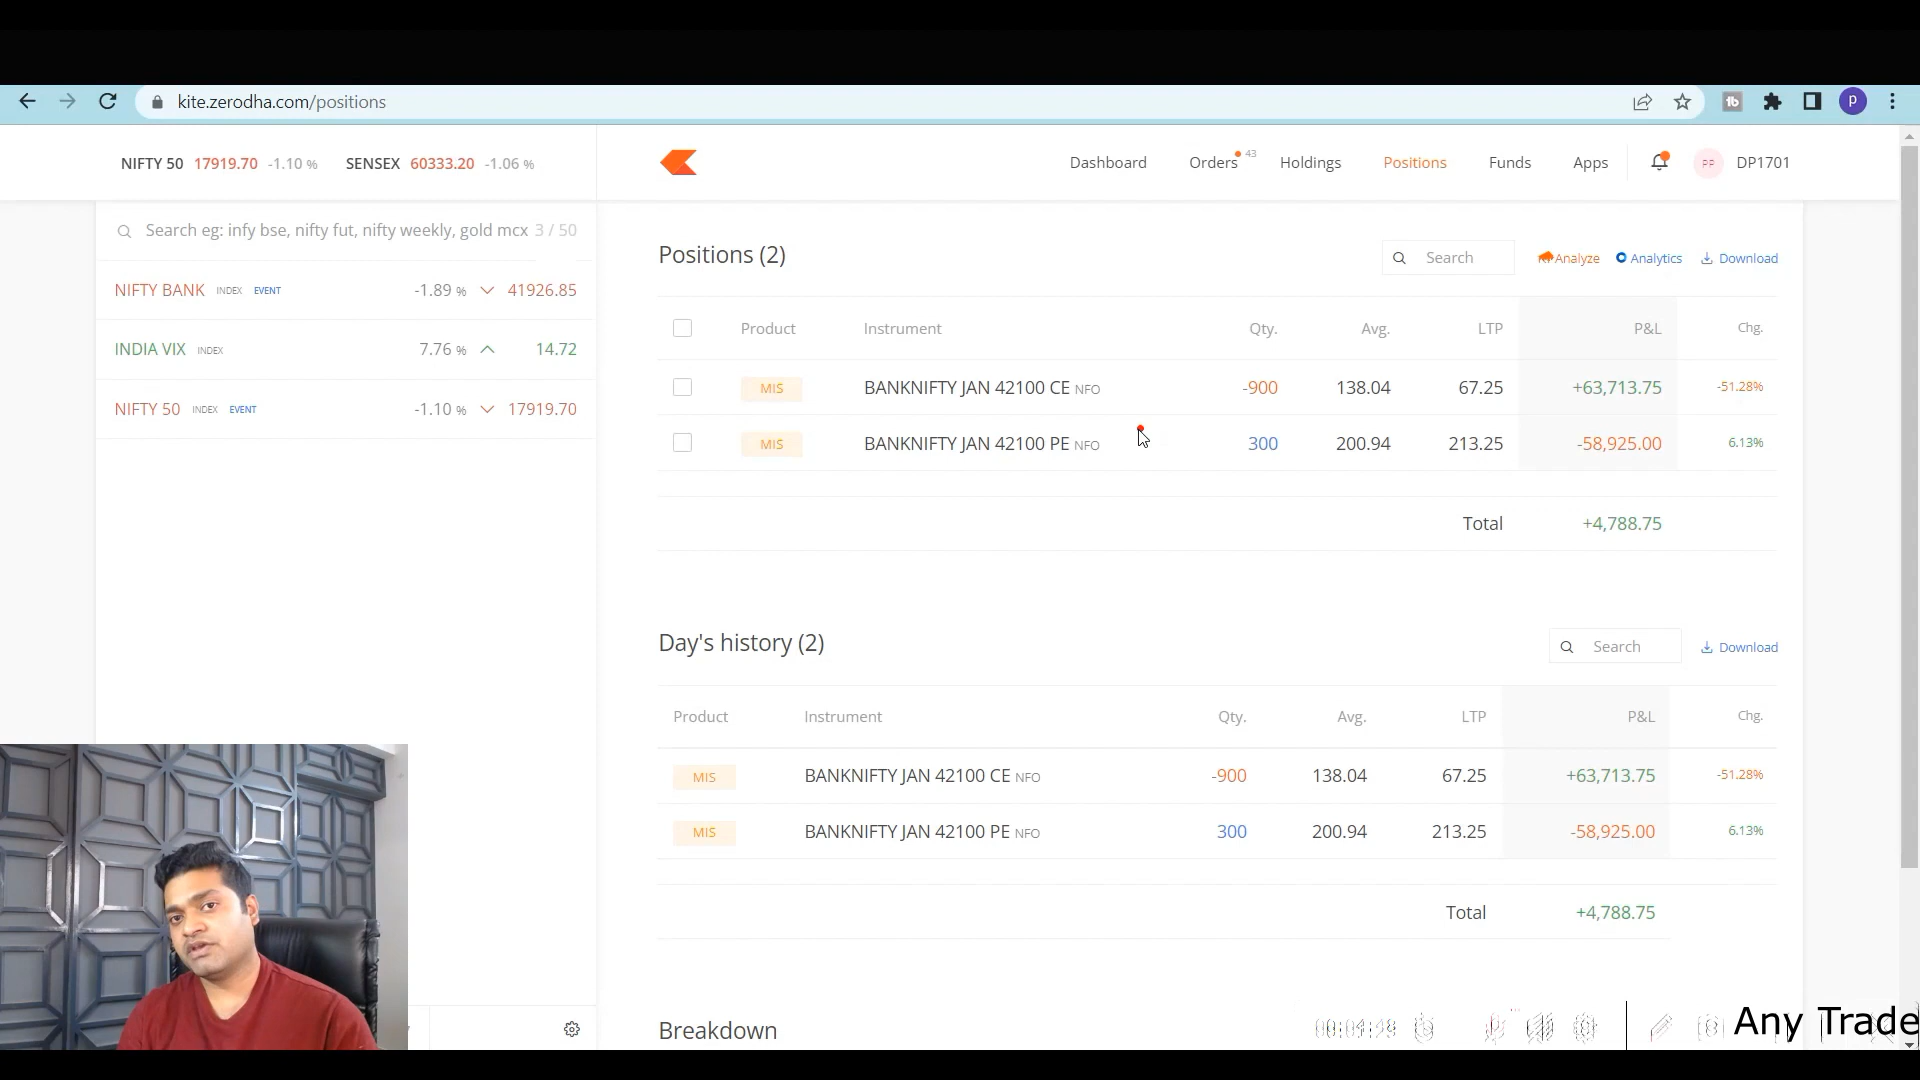 kite.zerodha.com/positions
p
NIFTY 50 17919.70 -1.10 % SENSEX 60333.20 -1.06 %
Dashboard Orders 43 Holdings Positions Funds Apps PP DP1701
Search eg: infy bse, nifty fut, nifty weekly, gold mcx 3 / 50
NIFTY BANK INDEX EVENT -1.89 % 41926.85
INDIA VIX INDEX 7.76 % 14.72
NIFTY 50 INDEX EVENT -1.10 % 17919.70
Positions (2)
Search Analyze Analytics Download
Product Instrument Qty. Avg. LTP P&L Chg.
MIS BANKNIFTY JAN 42100 CE NFO -900 138.04 67.25 +63,713.75 -51.28%
MIS BANKNIFTY JAN 42100 PE NFO 300 200.94 213.25 -58,925.00 6.13%
Total +4,788.75
Day's history (2)
Search Download
Product Instrument Qty. Avg. LTP P&L Chg.
MIS BANKNIFTY JAN 42100 CE NFO -900 138.04 67.25 +63,713.75 -51.28%
MIS BANKNIFTY JAN 42100 PE NFO 300 200.94 213.25 -58,925.00 6.13%
Total +4,788.75
Breakdown
Any Trade